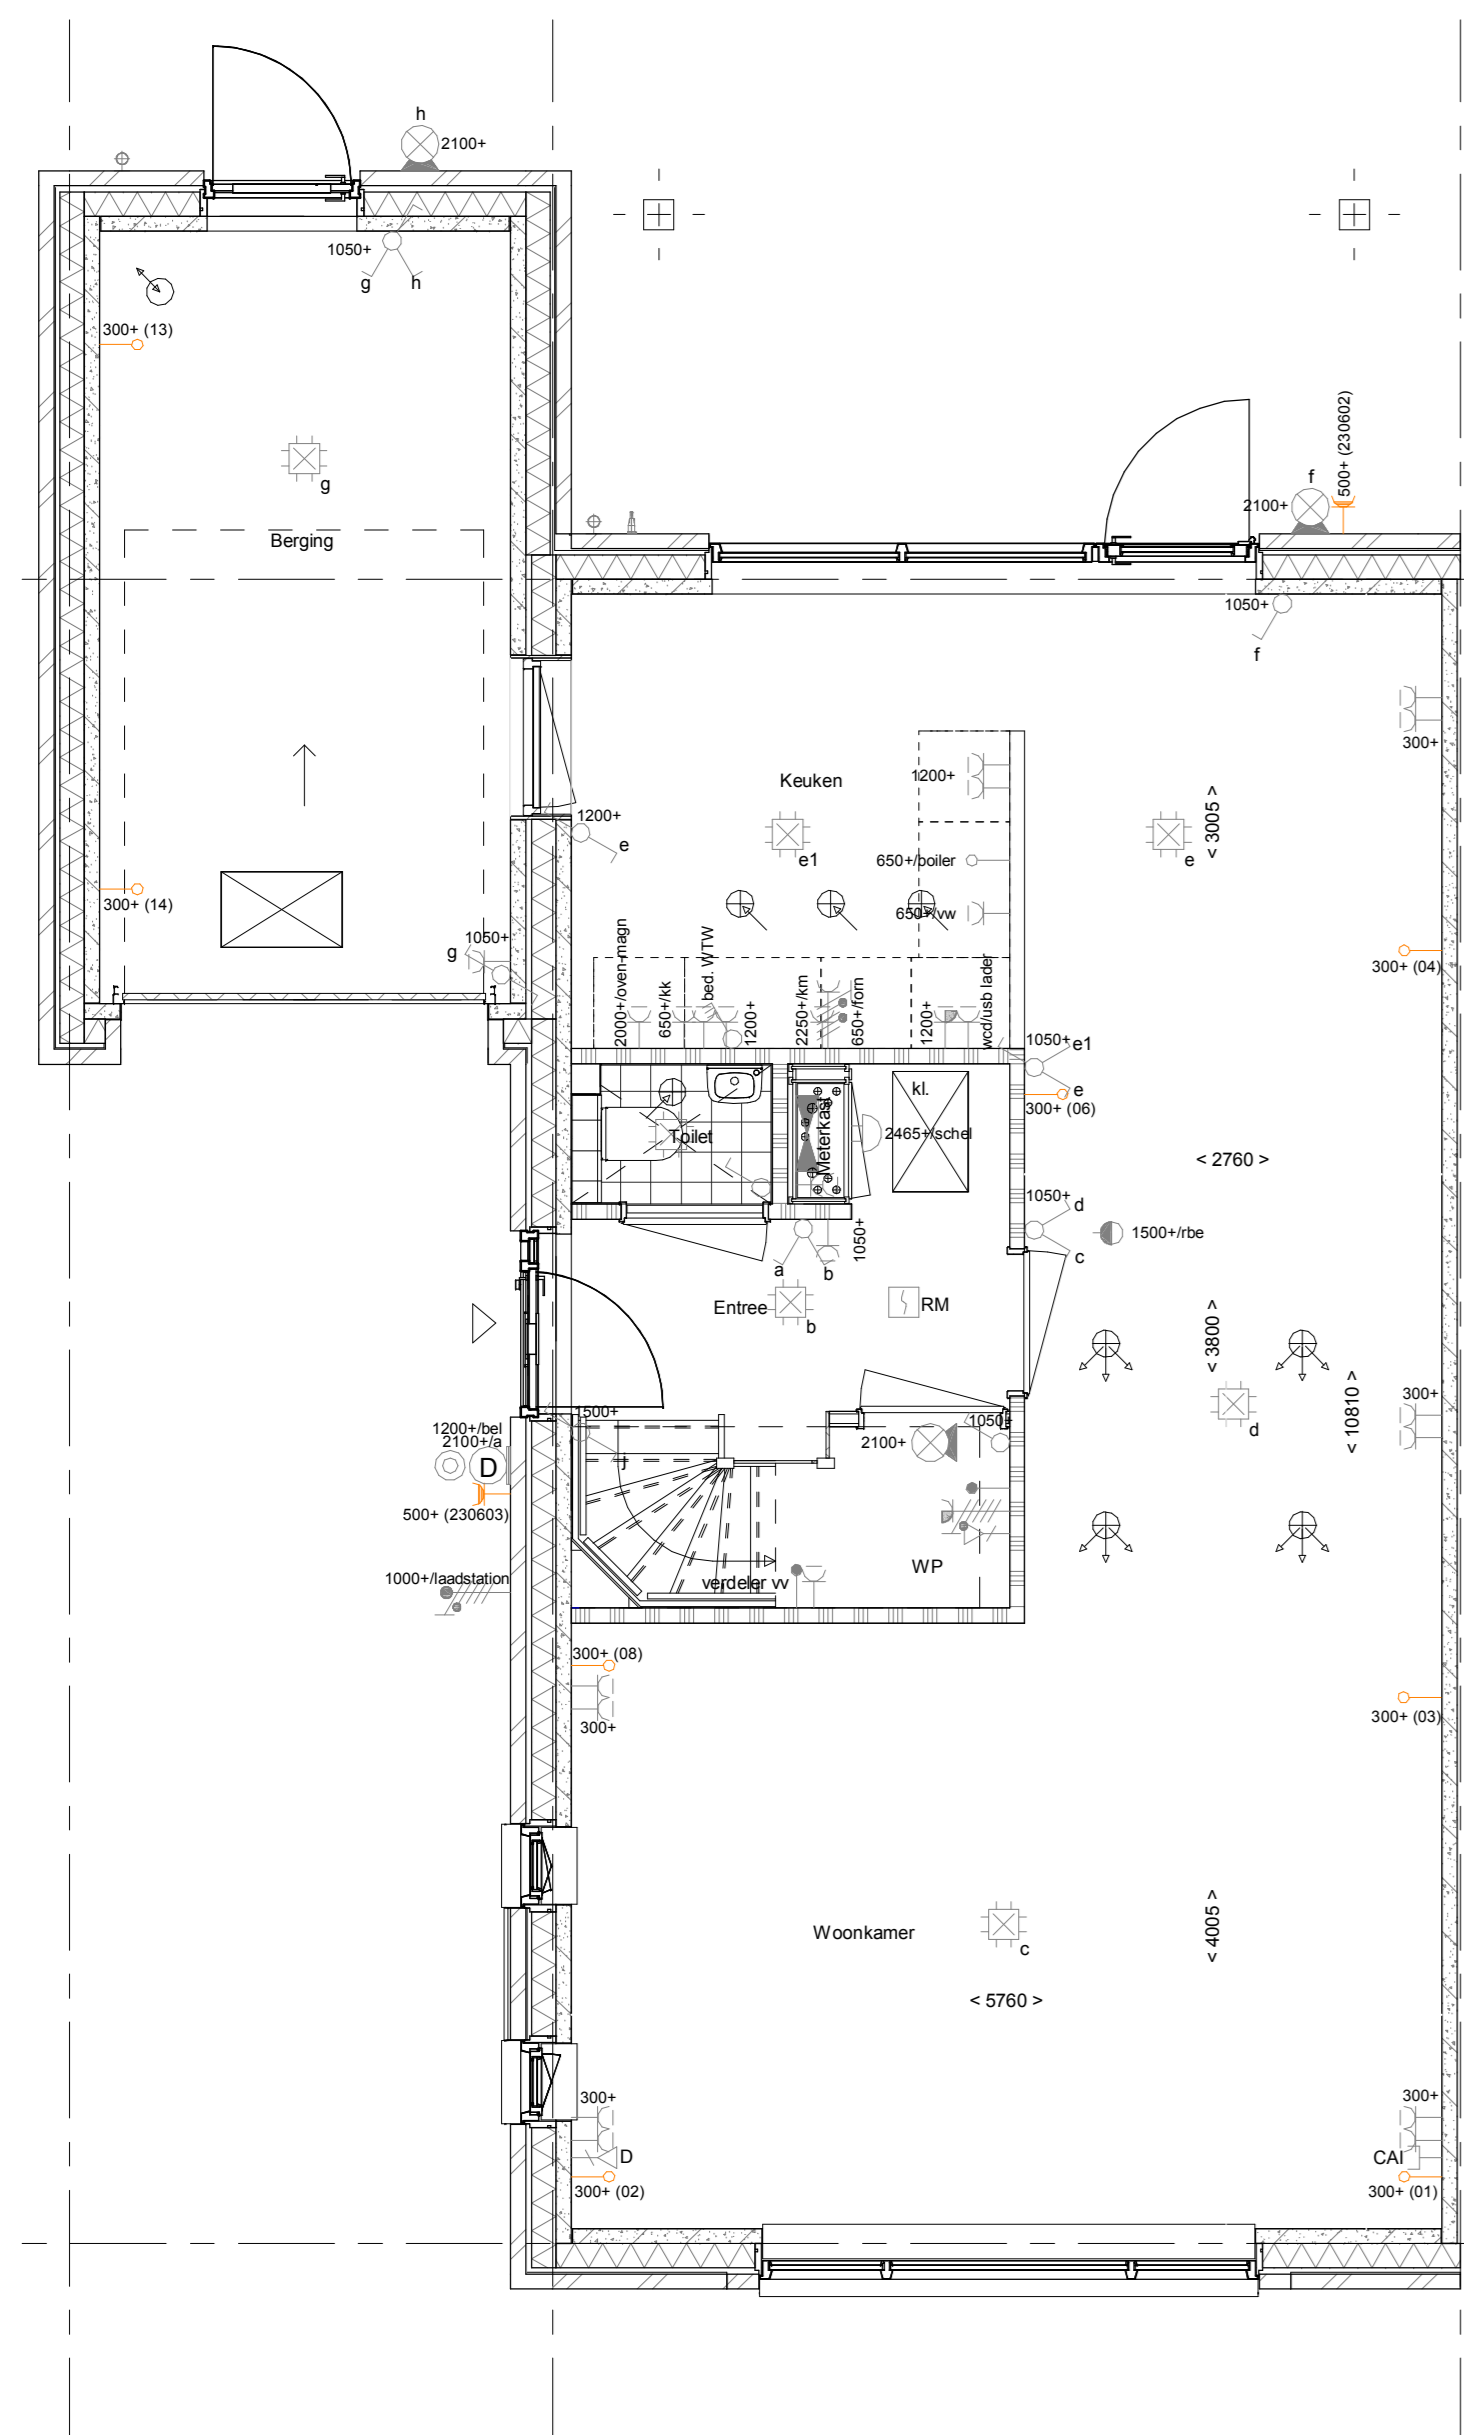 h
2100+
1050+
g
h
300+ (13)
g
Berging
500+ (230602)
f
2100+
1050+
f
300+
Keuken
1200+
< 3005 >
1200+
e
e1
e
650+/boiler
300+ (14)
650+/vw
1050+
g
300+ (04)
2000+/oven-magn
650+/kk
bed. WTW
1200+
2250+/km
650+/forn
1200+
wcd/usb lader
1050+
e1
e
300+ (06)
kl.
Toilet
Meterkast
2465+/schel
< 2760 >
1050+
d
c
1500+/rbe
1050+
a
b
Entree
b
RM
< 3800 >
300+
< 10810 >
d
1500+
j
1200+/bel
2100+/a
D
2100+
1050+
500+ (230603)
1000+/laadstation
verdeler vv
WP
300+ (08)
300+
300+ (03)
Woonkamer
c
< 4005 >
< 5760 >
300+
D
300+ (02)
300+
CAI
300+ (01)